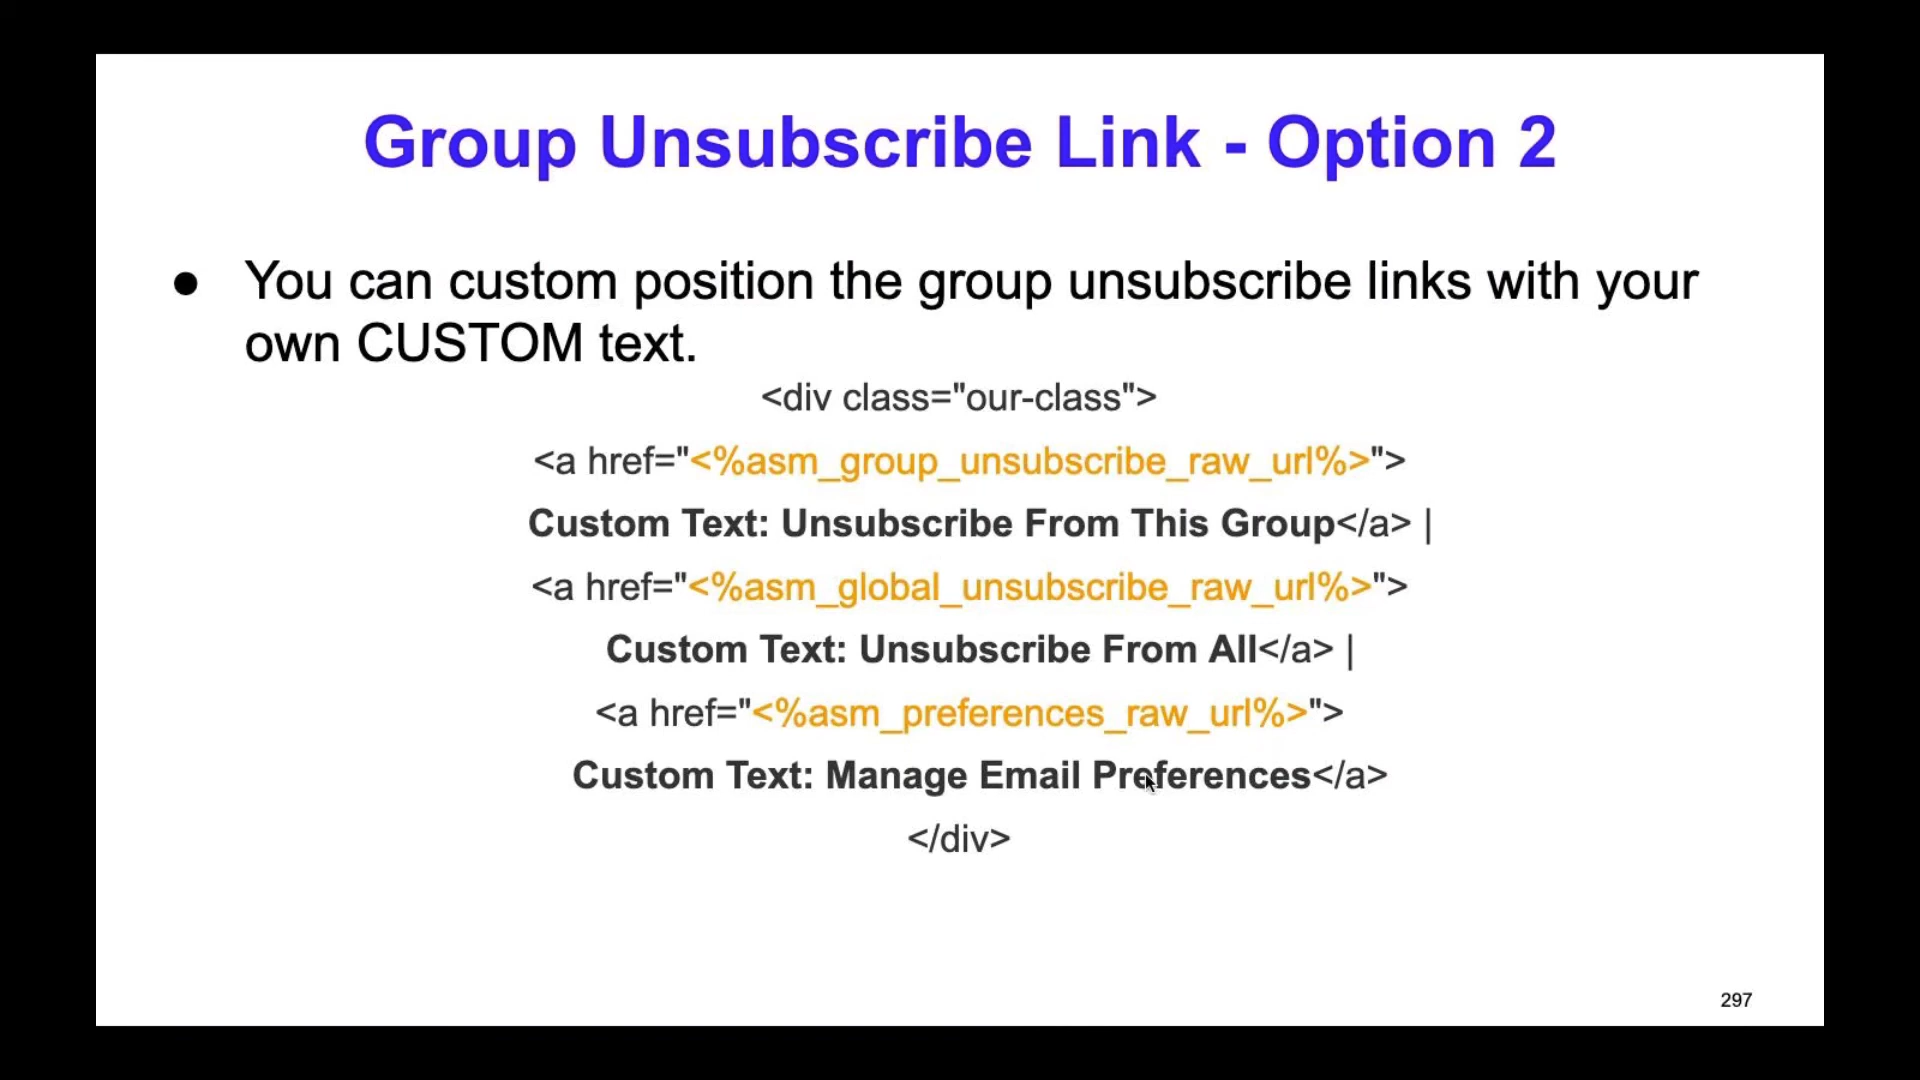 Group Unsubscribe Link - Option 2
● You can custom position the group unsubscribe links with your
own CUSTOM text.
<div class="our-class">
<a href="<%asm_group_unsubscribe_raw_url%>">
Custom Text: Unsubscribe From This Group</a> |
<a href="<%asm_global_unsubscribe_raw_url%>">
Custom Text: Unsubscribe From All</a> |
<a href="<%asm_preferences_raw_url%>">
Custom Text: Manage Email Preferences</a>
</div>
297